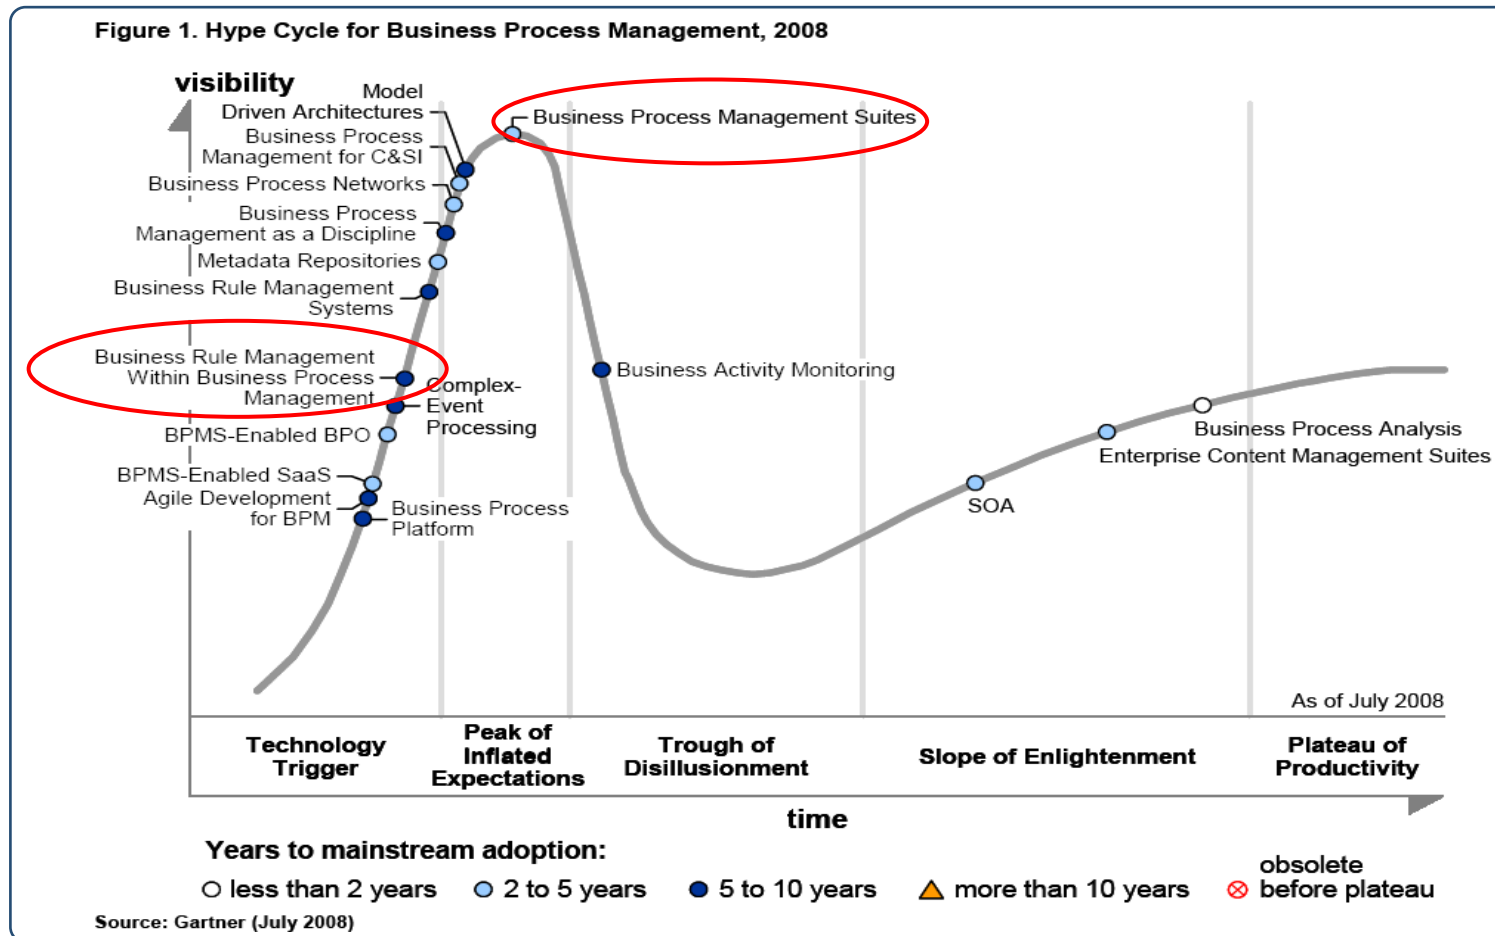 Figure 1. Hype Cycle for Business Process Management, 2008
visibility
Model
Driven Architectures
Business Process
Management for C&SI
Business Process Networks
Business Process
Management as a Discipline
Metadata Repositories
Business Rule Management
Systems
Business Rule Management
Within Business Process
Management
Complex-
Event
Processing
BPMS-Enabled BPO
BPMS-Enabled SaaS
Agile Development
for BPM
Business Process
Platform
Business Process Management Suites
Business Activity Monitoring
SOA
Business Process Analysis
Enterprise Content Management Suites
As of July 2008
Technology
Trigger
Peak of
Inflated
Expectations
Trough of
Disillusionment
Slope of Enlightenment
Plateau of
Productivity
time
Years to mainstream adoption:
less than 2 years
2 to 5 years
5 to 10 years
more than 10 years
obsolete
before plateau
Source: Gartner (July 2008)